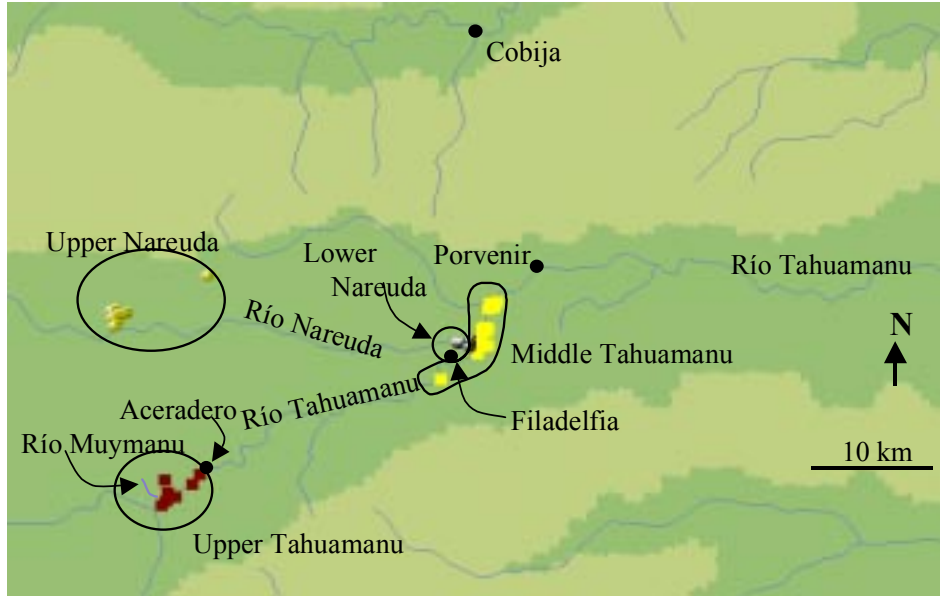 Cobija
Upper Nareuda
Lower
Nareuda
Porvenir
Río Tahuamanu
Río Nareuda
N
Middle Tahuamanu
Río Tahuamanu
Aceradero
Filadelfia
Río Muymanu
10 km
Upper Tahuamanu